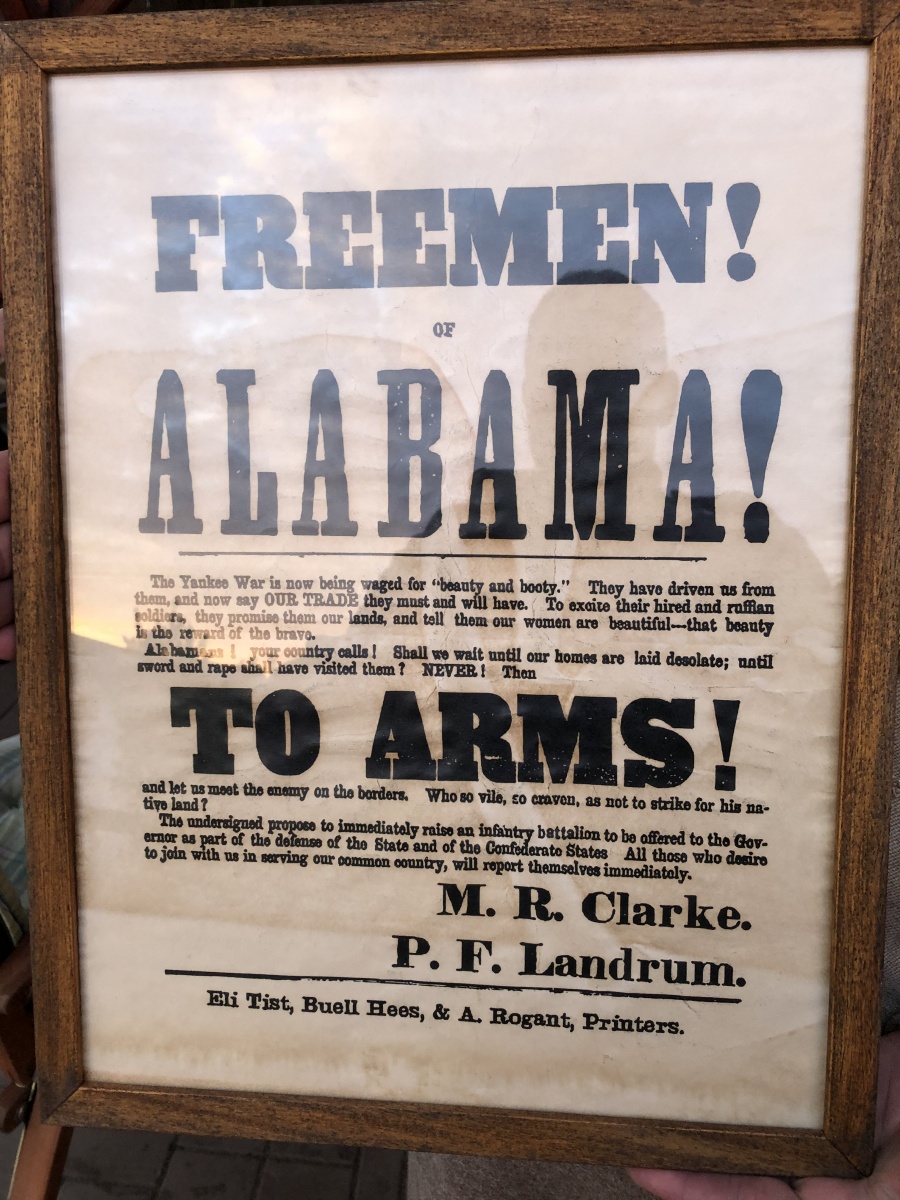 FREEMEN!
OF
ALABAMA!
The Yankee War is now being waged for "beauty and booty." They have driven us from
them, and now say OUR TRADE they must and will have. To excite their hired and ruffian
soldiers, they promise them our lands, and tell them our women are beautiful---that beauty
is the reward of the brave.
Alabamans ! your country calls ! Shall we wait until our homes are laid desolate; until
sword and rape shall have visited them ? NEVER ! Then
TO ARMS!
and let us meet the enemy on the borders. Who so vile, so craven, as not to strike for his na-
tive land ?
The undersigned propose to immediately raise an infantry battalion to be offered to the Gov-
ernor as part of the defense of the State and of the Confederate States All those who desire
to join with us in serving our common country, will report themselves immediately.
M. R. Clarke.
P. F. Landrum.
Eli Tist, Buell Hees, & A. Rogant, Printers.